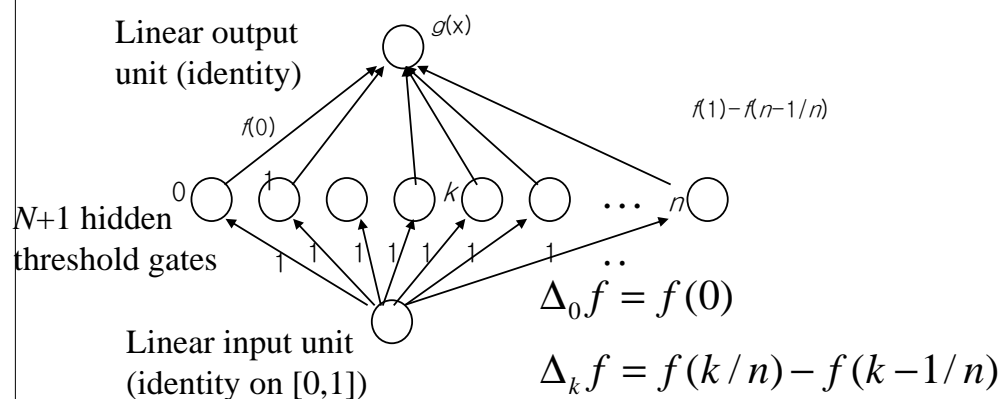 Linear output
unit (identity)
g(x)
f(0)
f(1)-f(n-1/n)
0
1
k
...
n
N+1 hidden
threshold gates
1 1 1 1 1 1 1 ..
Δ₀f = f(0)
Linear input unit
(identity on [0,1])
Δₖf = f(k/n) − f(k−1/n)